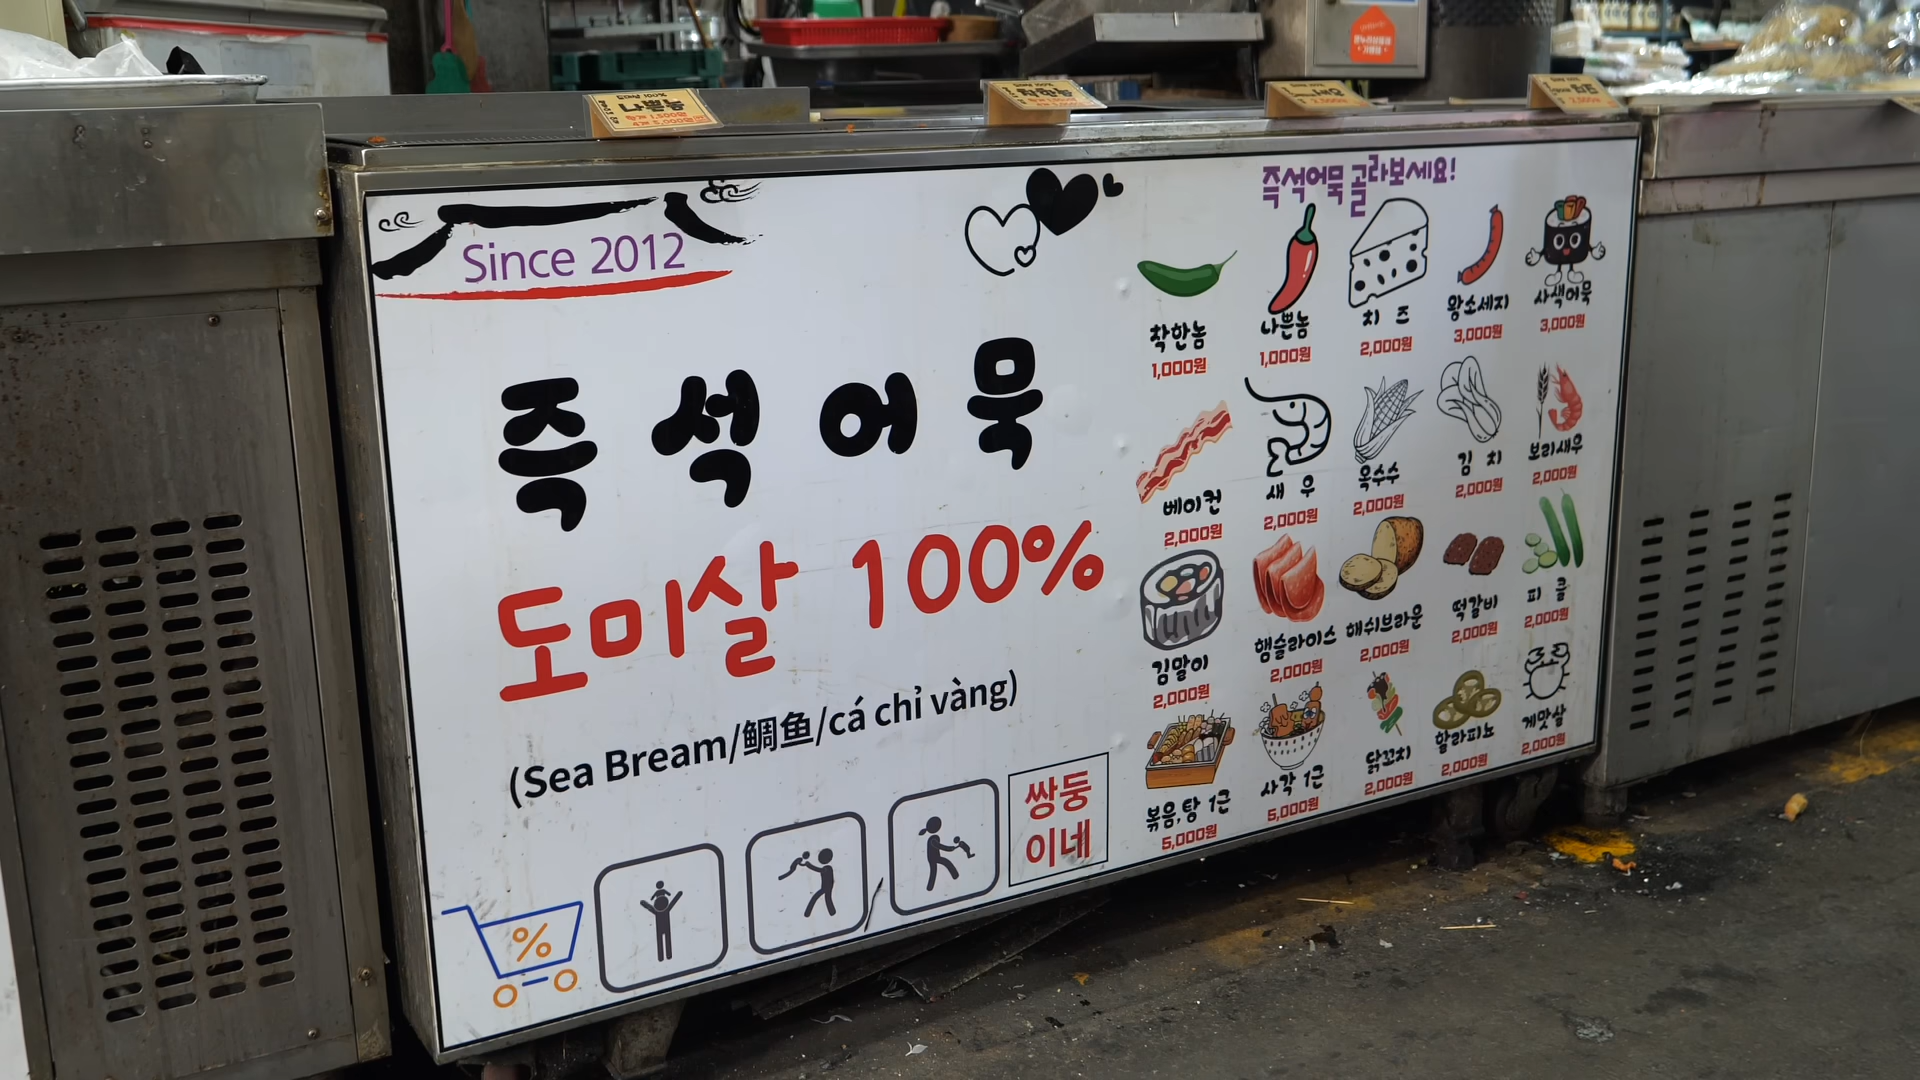 나쁜놈
Since 2012
즉석어묵
도미살 100%
(Sea Bream/鲷鱼/cá chỉ vàng)
%
쌍둥
이네
즉석어묵 골라보세요!
착한놈 나쁜놈 치즈 왕소세지 사색어묵
1,000원 1,000원 2,000원 3,000원 3,000원
베이컨 새우 옥수수 김치 보리새우
2,000원 2,000원 2,000원 2,000원 2,000원
김말이 햄슬라이스 해쉬브라운 떡갈비 피클
2,000원 2,000원 2,000원 2,000원 2,000원
볶음,탕 1근 사각 1근 닭꼬치 할라피뇨 게맛살
5,000원 5,000원 2,000원 2,000원 2,000원